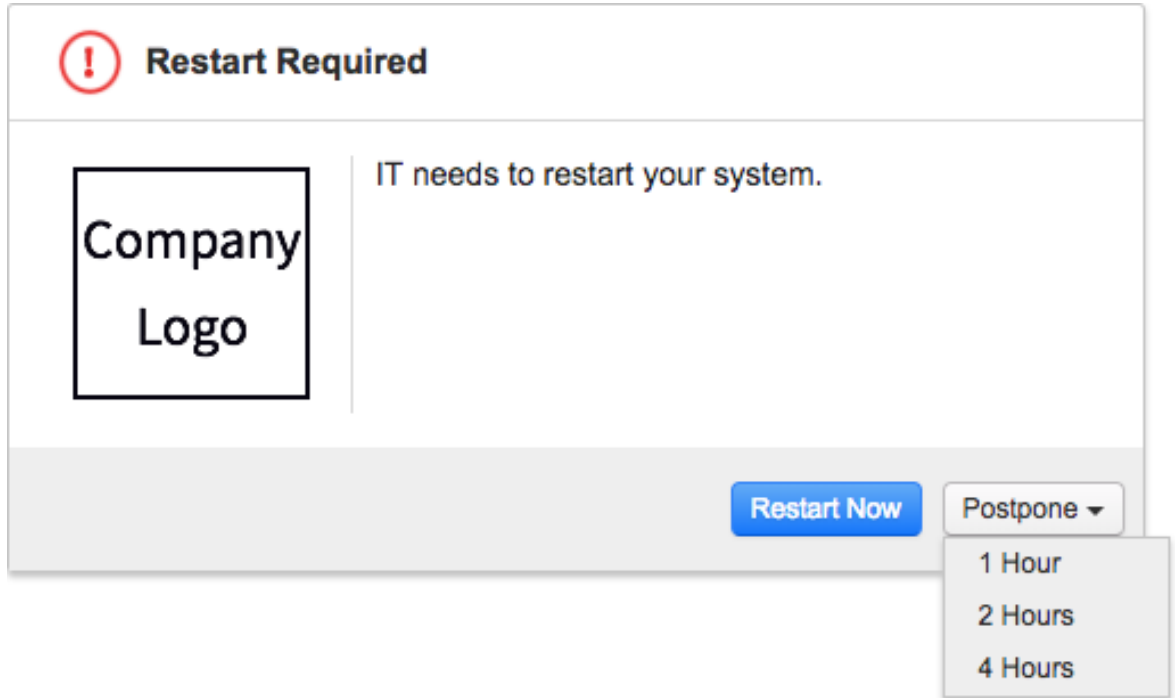 Restart Required
Company
Logo
IT needs to restart your system.
Restart Now
Postpone
1 Hour
2 Hours
4 Hours